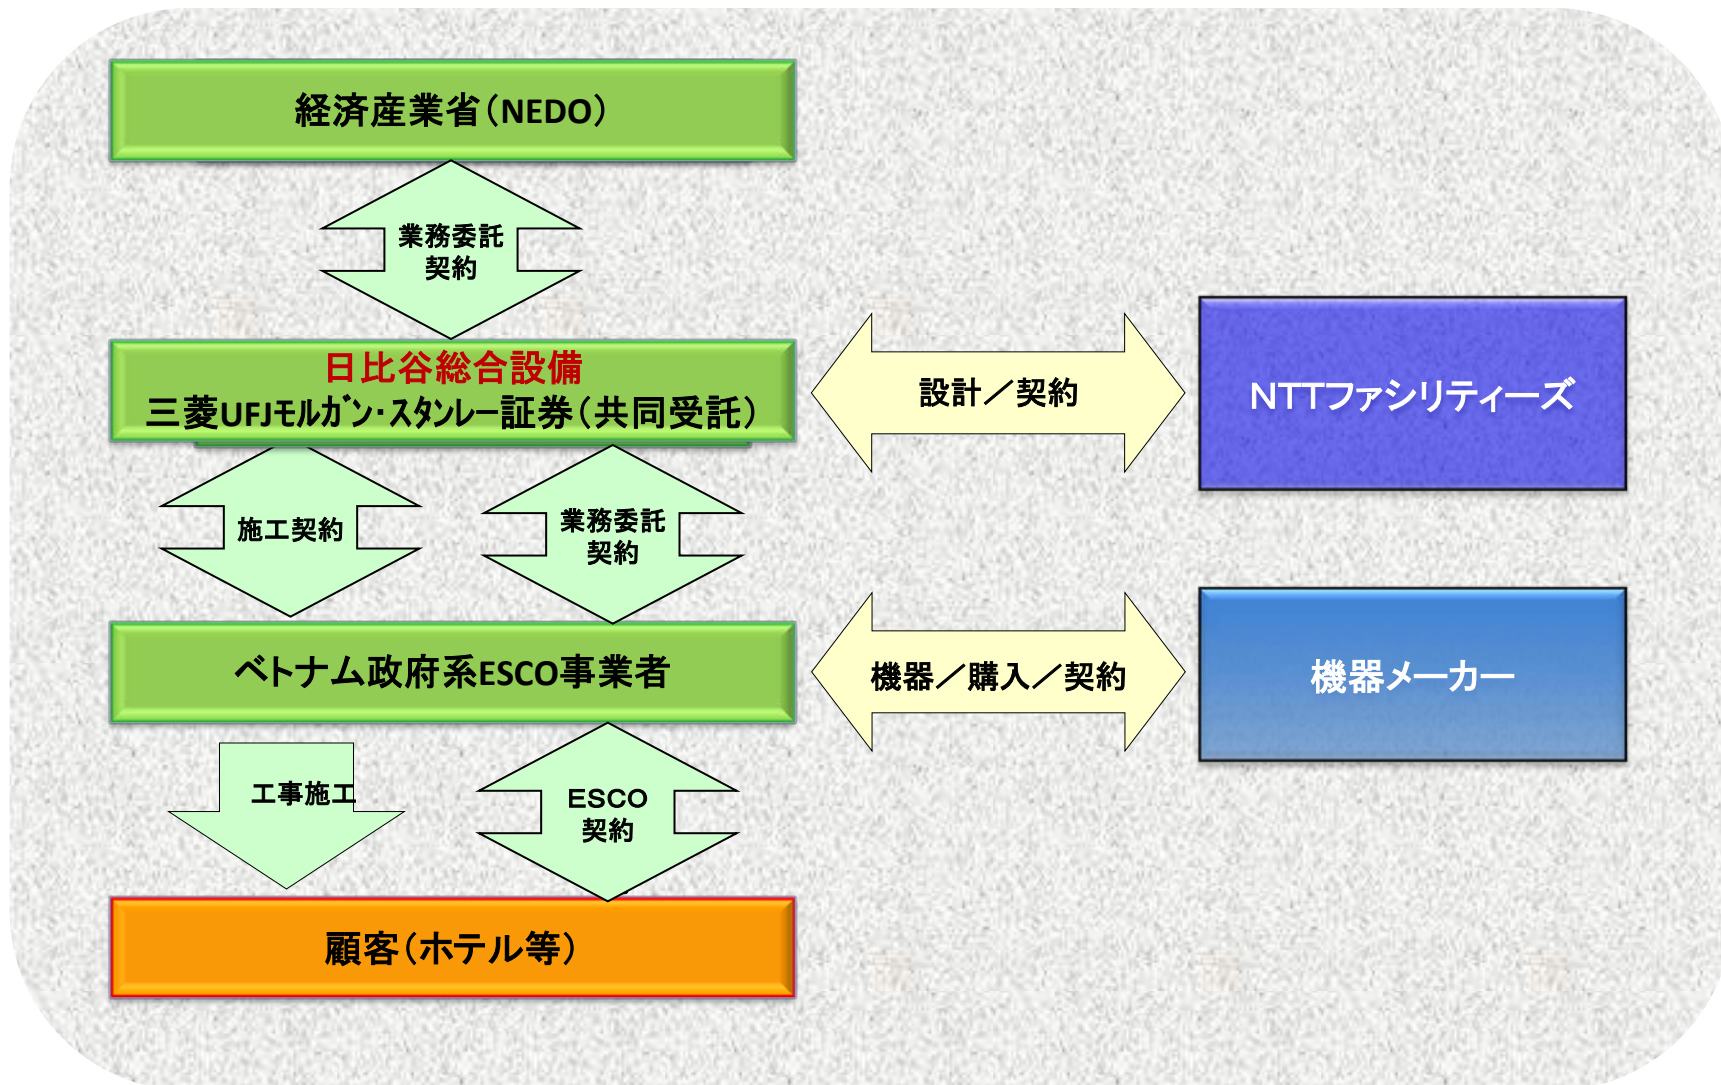 経済産業省（NEDO）
業務委託
契約
日比谷総合設備
三菱UFJﾓﾙｶﾞﾝ･ｽﾀﾝﾚｰ証券（共同受託）
設計／契約
ＮＴＴファシリティーズ
施工契約
業務委託
契約
ベトナム政府系ESCO事業者
機器／購入／契約
機器メーカー
工事施工
ＥＳＣＯ
契約
顧客（ホテル等）